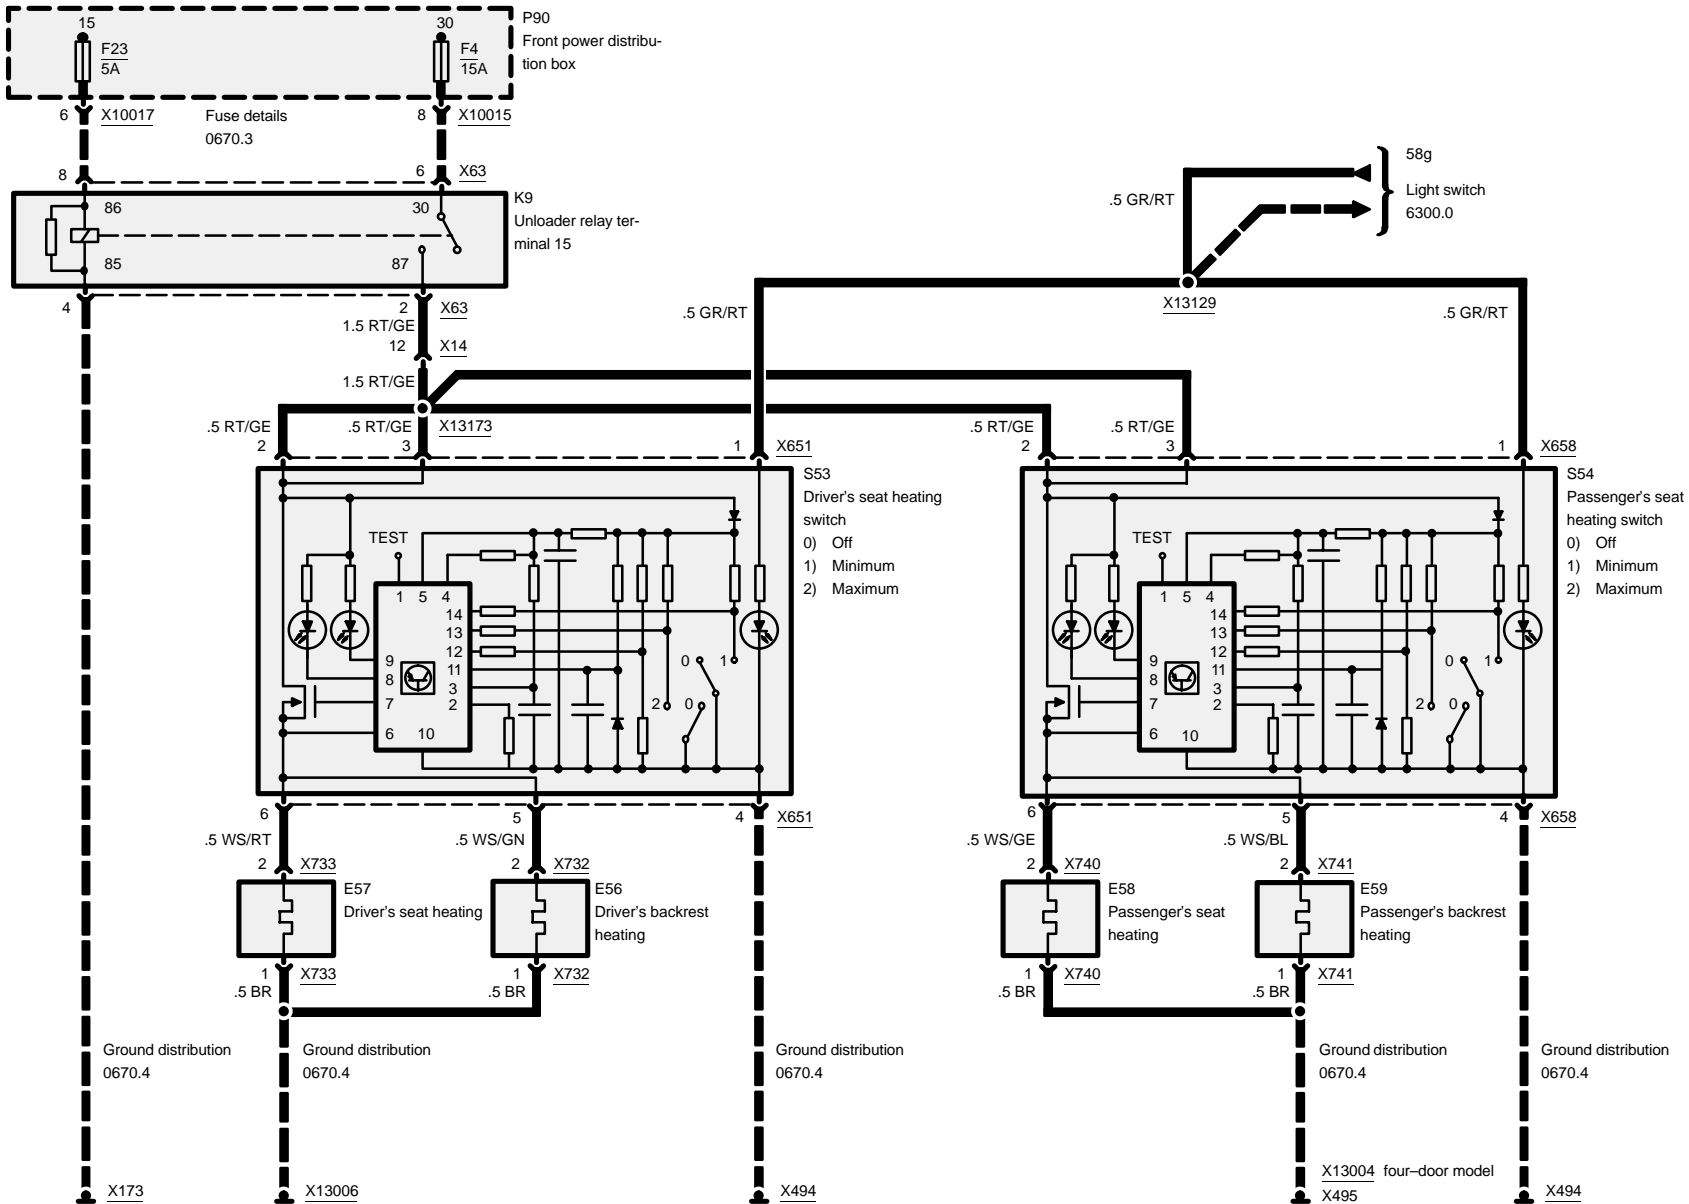 15
30
P90
Front power distribu-
tion box
F23
5A
F4
15A
6 X10017
Fuse details
0670.3
8 X10015
8
6 X63
K9
Unloader relay ter-
minal 15
86
30
85
87
4
2 X63
1.5 RT/GE
12 X14
1.5 RT/GE
58g
Light switch
6300.0
.5 GR/RT
X13129
.5 GR/RT
.5 GR/RT
.5 RT/GE
.5 RT/GE
X13173
.5 RT/GE
.5 RT/GE
2
3
1 X651
2
3
1 X658
S53
Driver's seat heating
switch
0) Off
1) Minimum
2) Maximum
TEST
1 5 4
14
13
12
11
3
2
9
8
7
6
10
0
1
2
0
S54
Passenger's seat
heating switch
0) Off
1) Minimum
2) Maximum
TEST
1 5 4
14
13
12
11
3
2
9
8
7
6
10
0
1
2
0
6
5
4 X651
6
5
4 X658
.5 WS/RT
.5 WS/GN
.5 WS/GE
.5 WS/BL
2 X733
2 X732
2 X740
2 X741
E57
Driver's seat heating
E56
Driver's backrest
heating
E58
Passenger's seat
heating
E59
Passenger's backrest
heating
1 X733
1 X732
1 X740
1 X741
.5 BR
.5 BR
.5 BR
.5 BR
Ground distribution
0670.4
Ground distribution
0670.4
Ground distribution
0670.4
Ground distribution
0670.4
Ground distribution
0670.4
X173
X13006
X494
X13004 four–door model
X495
X494